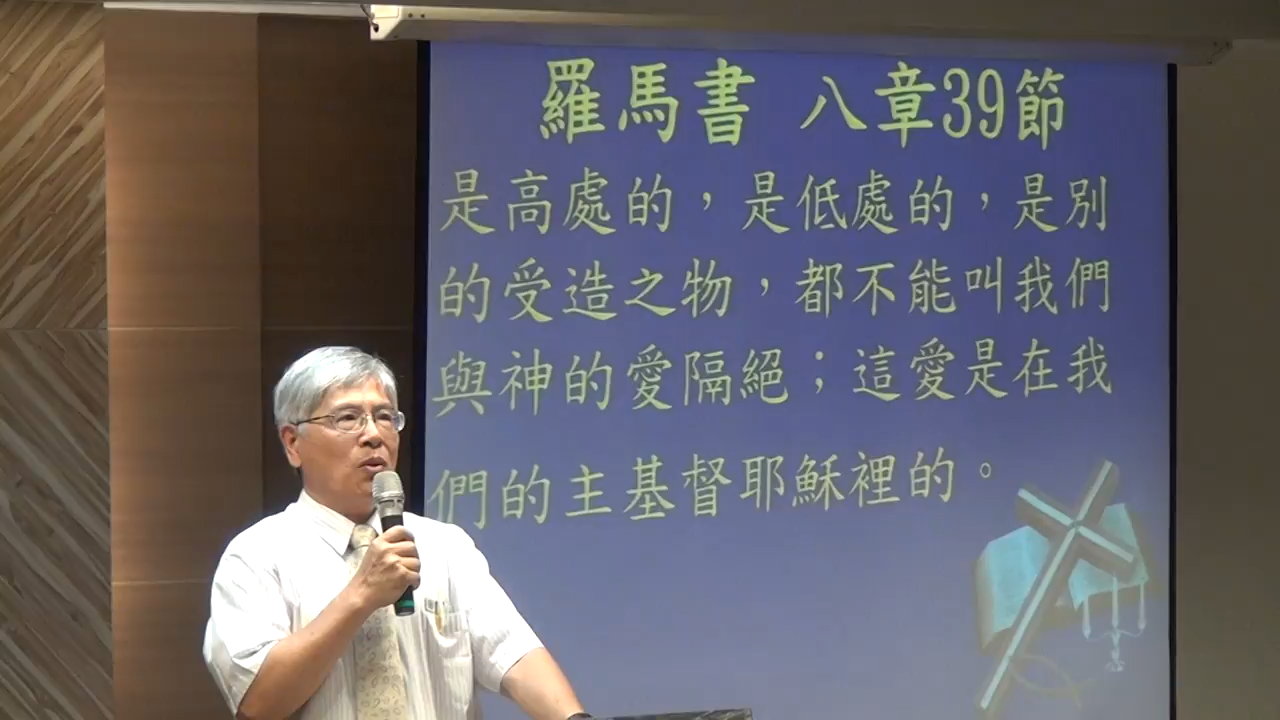 羅馬書 八章39節
是高處的，是低處的，是別
的受造之物，都不能叫我們
與神的愛隔絕；這愛是在我
們的主基督耶穌裡的。